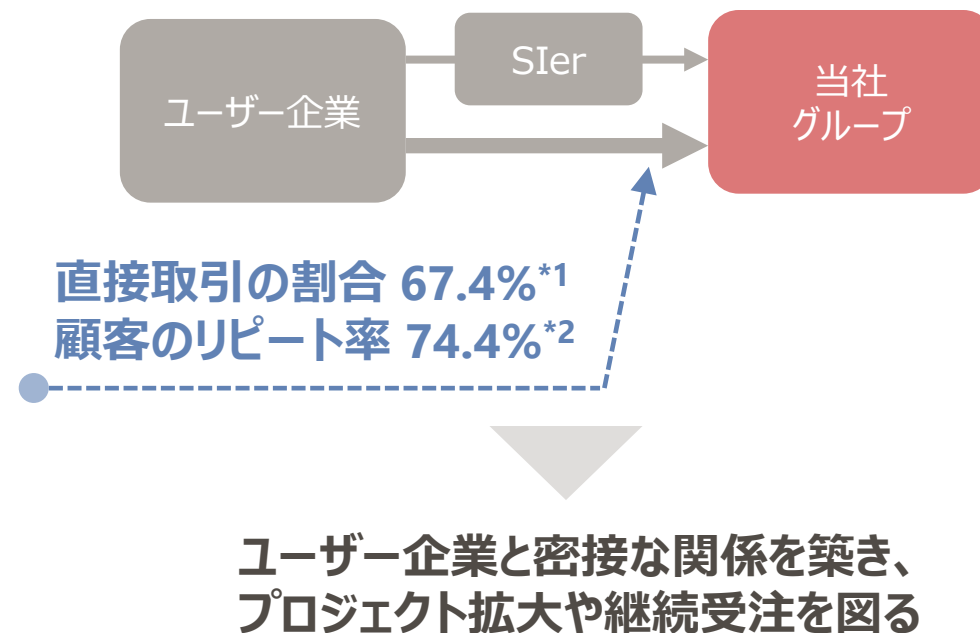 ユーザー企業
SIer
当社
グループ
直接取引の割合 67.4%*1
顧客のリピート率 74.4%*2
ユーザー企業と密接な関係を築き、
プロジェクト拡大や継続受注を図る